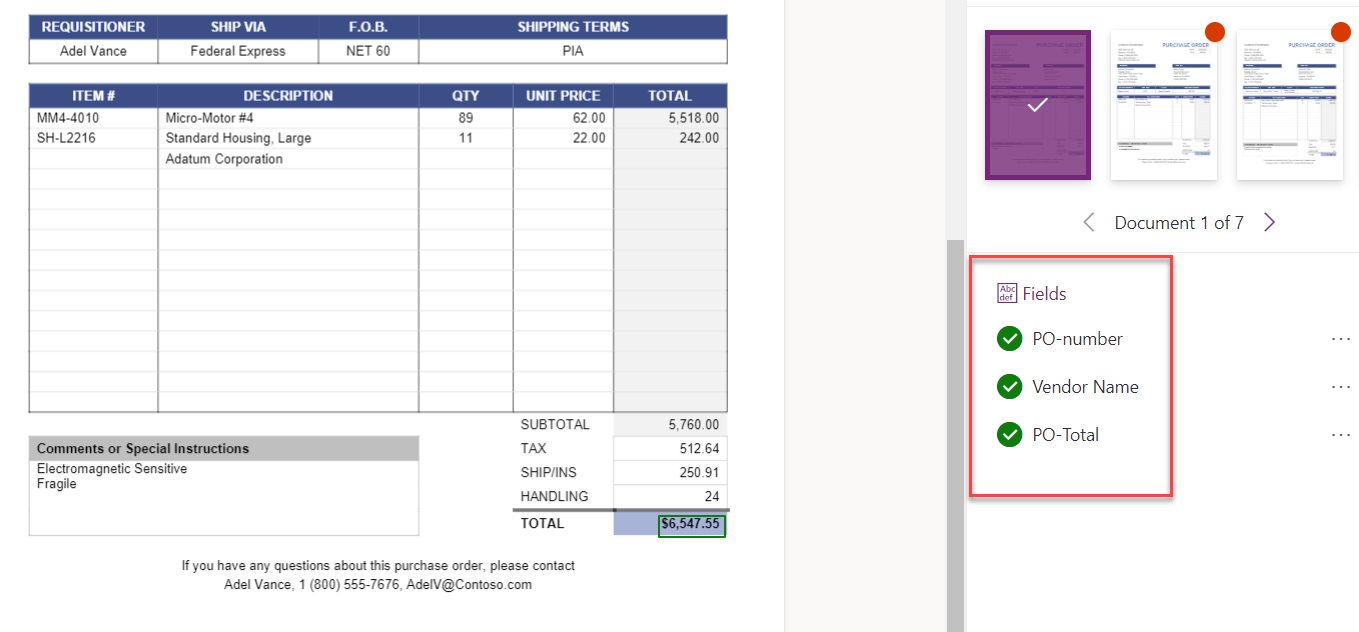 REQUISITIONER SHIP VIA F.O.B. SHIPPING TERMS
Adel Vance Federal Express NET 60 PIA
ITEM # DESCRIPTION QTY UNIT PRICE TOTAL
MM4-4010 Micro-Motor #4 89 62.00 5,518.00
SH-L2216 Standard Housing, Large 11 22.00 242.00
Adatum Corporation
SUBTOTAL 5,760.00
Comments or Special Instructions
TAX 512.64
Electromagnetic Sensitive
SHIP/INS 250.91
Fragile
HANDLING 24
TOTAL $6,547.55
If you have any questions about this purchase order, please contact
Adel Vance, 1 (800) 555-7676, AdelV@Contoso.com
PURCHASE ORDER
PURCHASE ORDER
Document 1 of 7
Abc
def
Fields
PO-number
Vendor Name
PO-Total